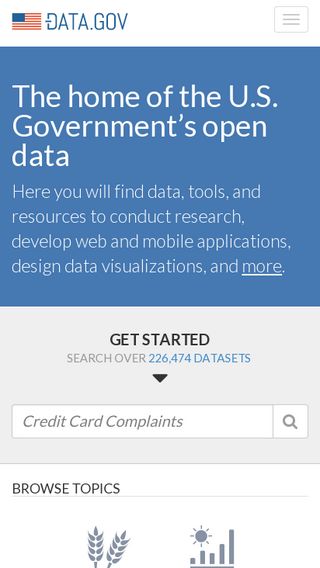 DATA.GOV
The home of the U.S.
Government’s open
data
Here you will find data, tools, and
resources to conduct research,
develop web and mobile applications,
design data visualizations, and more.
GET STARTED
SEARCH OVER 226,474 DATASETS
Credit Card Complaints
BROWSE TOPICS